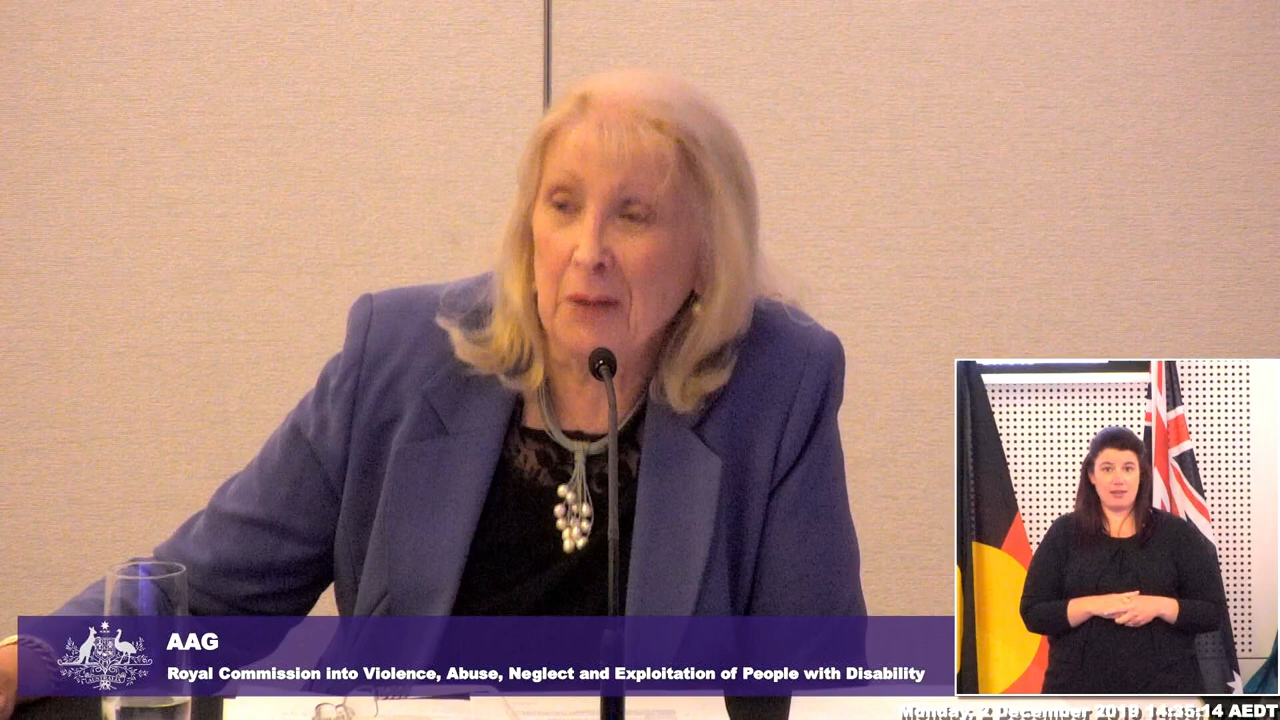 AAG
Royal Commission into Violence, Abuse, Neglect and Exploitation of People with Disability
AUSTRALIA
Monday, 2 December 2019 14:35:14 AEDT